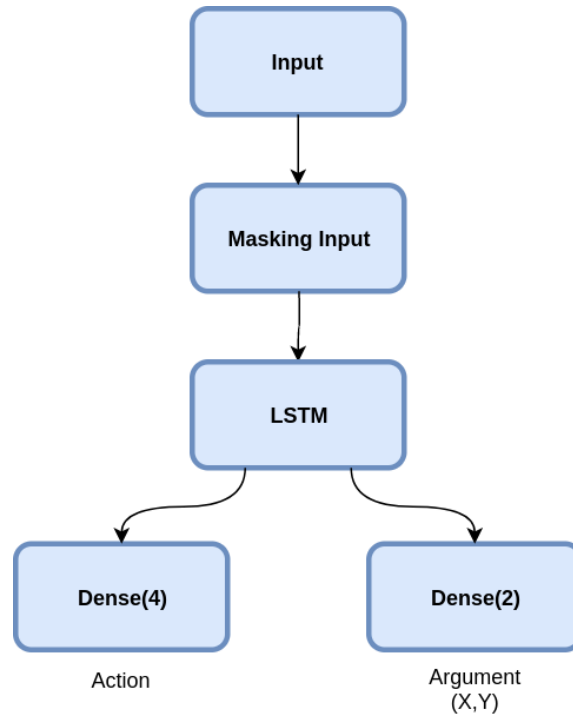 Input
Masking Input
LSTM
Dense(4)
Dense(2)
Action
Argument
(X,Y)